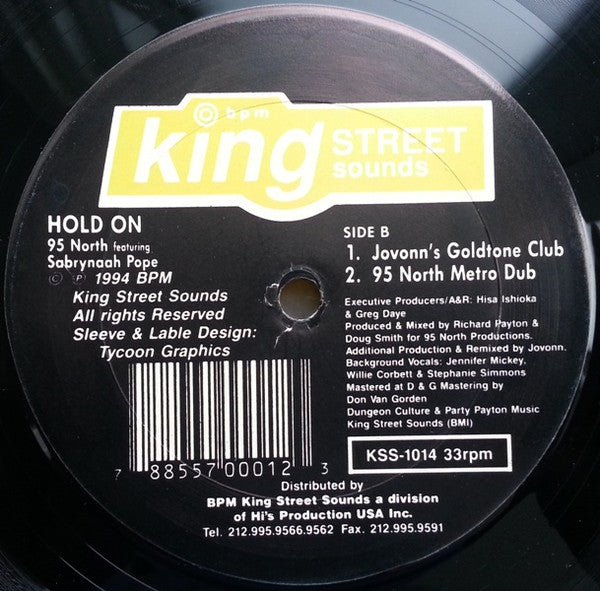 © bpm
king STREET
sounds
HOLD ON
95 North featuring
Sabrynaah Pope
© ℗ 1994 BPM
King Street Sounds
All rights Reserved
Sleeve & Lable Design:
Tycoon Graphics
SIDE B
1. Jovonn's Goldtone Club
2. 95 North Metro Dub
Executive Producers/A&R: Hisa Ishioka
& Greg Daye
Produced & Mixed by Richard Payton &
Doug Smith for 95 North Productions.
Additional Production & Remixed by Jovonn.
Background Vocals: Jennifer Mickey,
Willie Corbett & Stephanie Simmons
Mastered at D & G Mastering by
Don Van Gorden
Dungeon Culture & Party Payton Music
King Street Sounds (BMI)
KSS-1014 33rpm
7 88557 00012 3
Distributed by
BPM King Street Sounds a division
of Hi's Production USA Inc.
Tel. 212.995.9566.9562 Fax. 212.995.9591